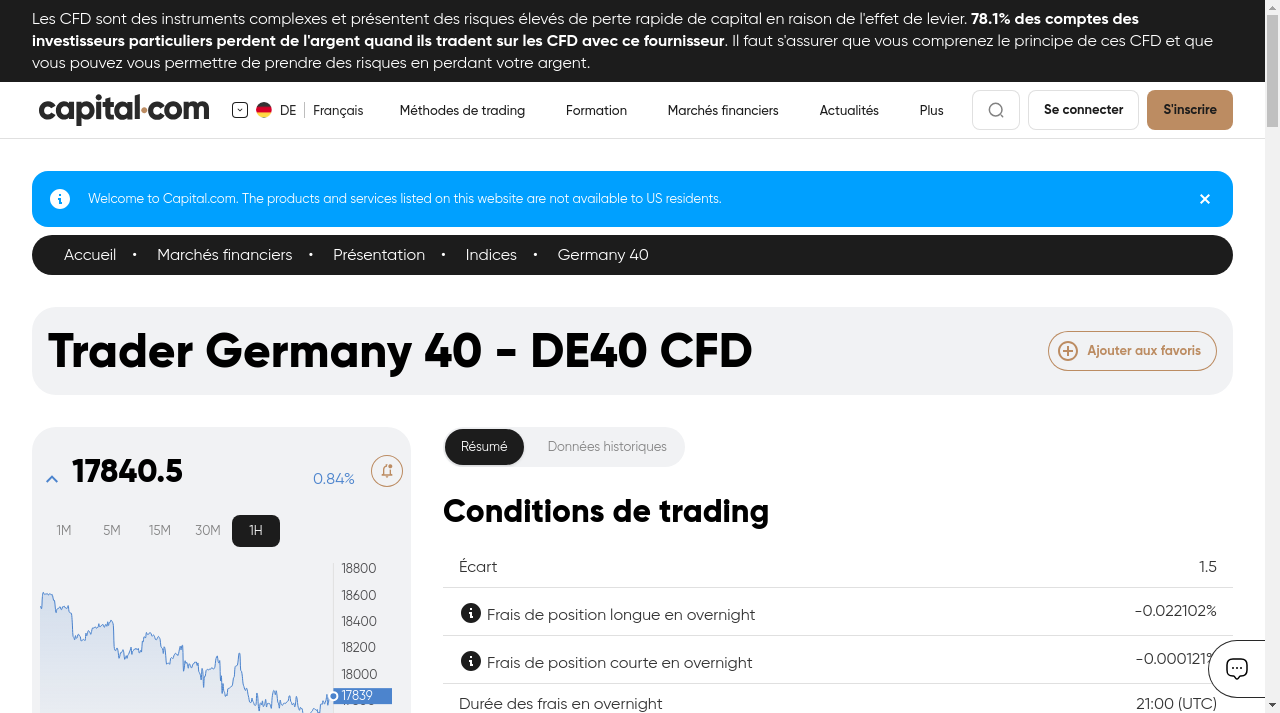 Les CFD sont des instruments complexes et présentent des risques élevés de perte rapide de capital en raison de l'effet de levier. 78.1% des comptes des
investisseurs particuliers perdent de l'argent quand ils tradent sur les CFD avec ce fournisseur. Il faut s'assurer que vous comprenez le principe de ces CFD et que
vous pouvez vous permettre de prendre des risques en perdant votre argent.
capital.com DE Français Méthodes de trading Formation Marchés financiers Actualités Plus Se connecter S'inscrire
Welcome to Capital.com. The products and services listed on this website are not available to US residents.
Accueil • Marchés financiers • Présentation • Indices • Germany 40
Trader Germany 40 - DE40 CFD
Ajouter aux favoris
17840.5 0.84%
1M 5M 15M 30M 1H
18800
18600
18400
18200
18000
17839
Résumé Données historiques
Conditions de trading
Écart 1.5
Frais de position longue en overnight -0.022102%
Frais de position courte en overnight -0.000121%
Durée des frais en overnight 21:00 (UTC)